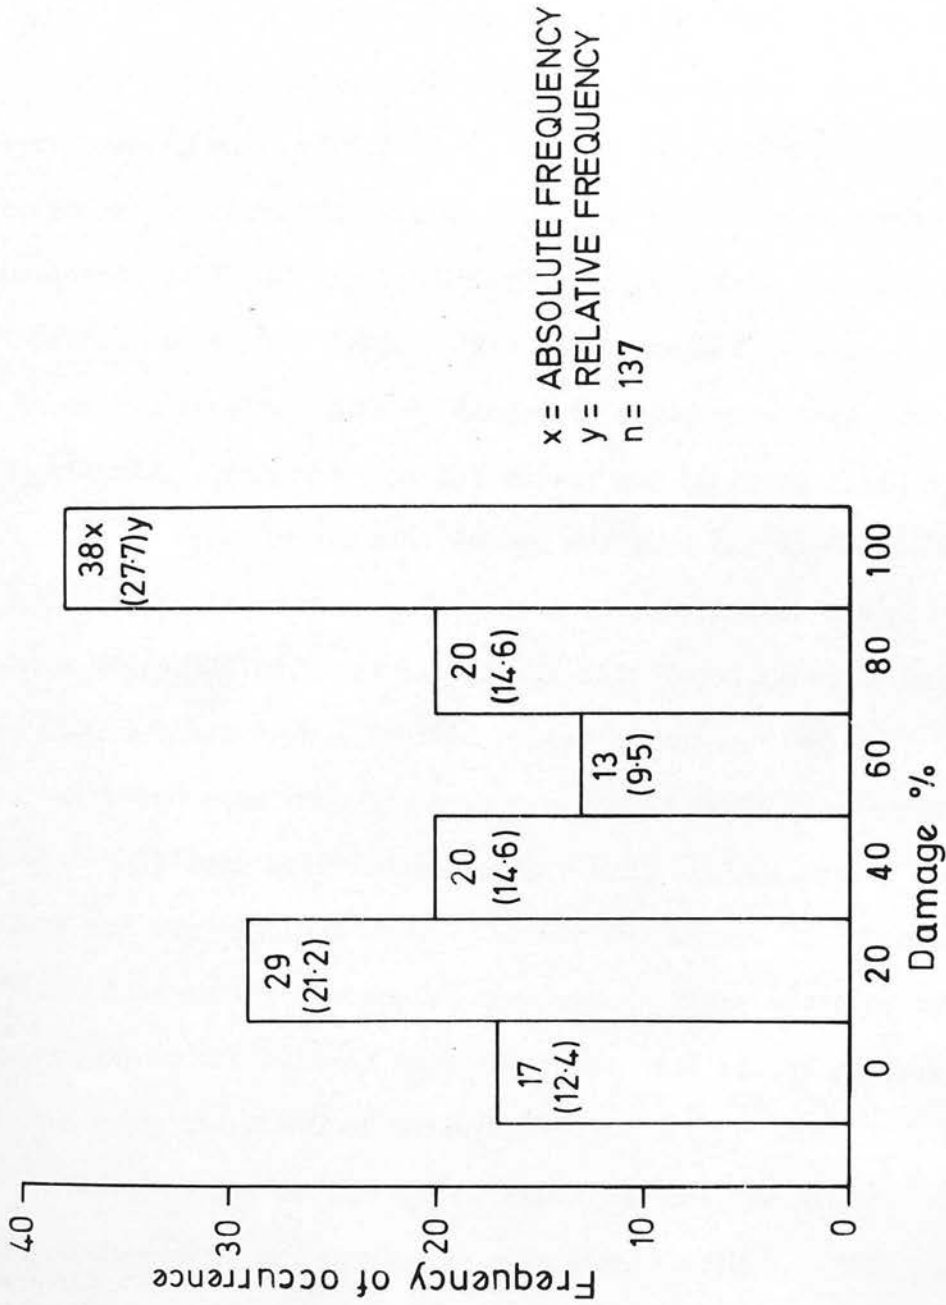 Frequency of occurrence
40
30
20
10
0
17
(12·4)
29
(21·2)
20
(14·6)
13
(9·5)
20
(14·6)
38x
(27·7)y
0 20 40 60 80 100
Damage %
x = ABSOLUTE FREQUENCY
y = RELATIVE FREQUENCY
n = 137